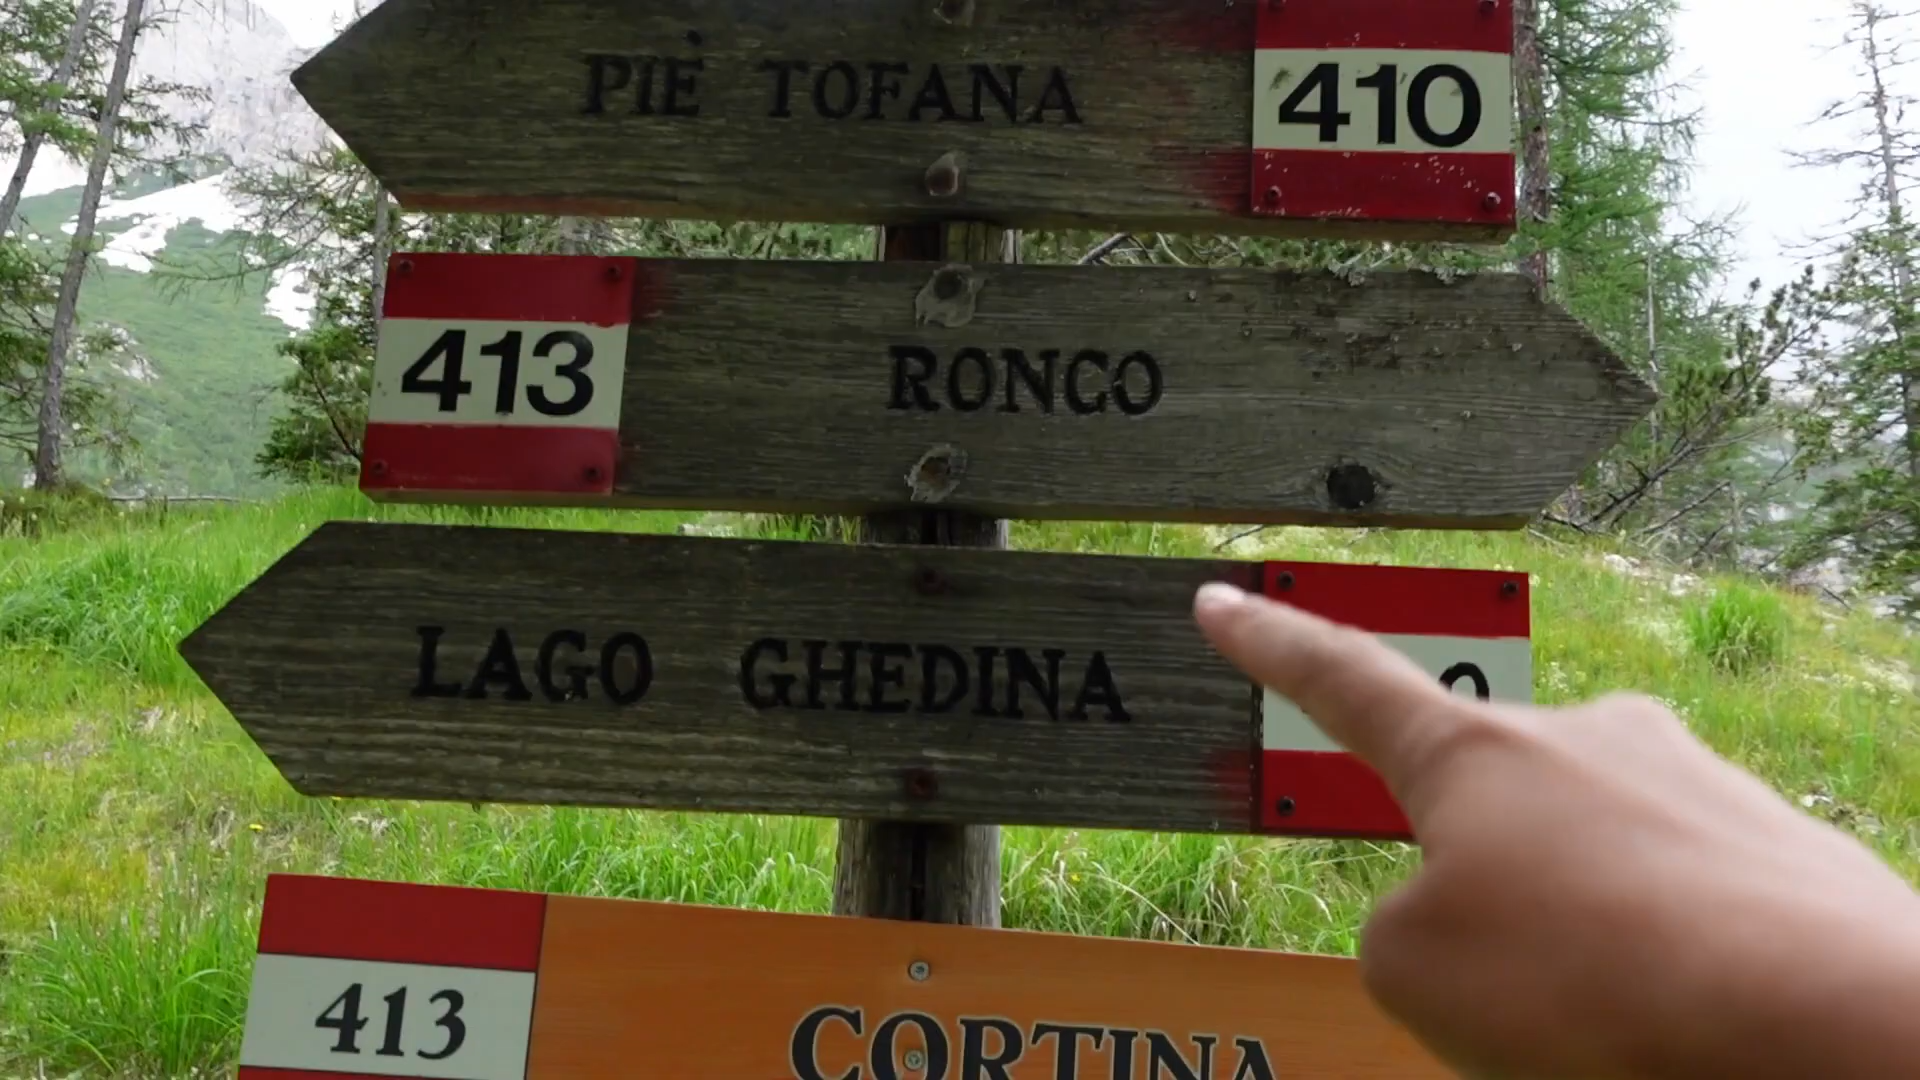 PIÈ TOFANA 410
413 RONCO
LAGO GHEDINA
413 CORTINA